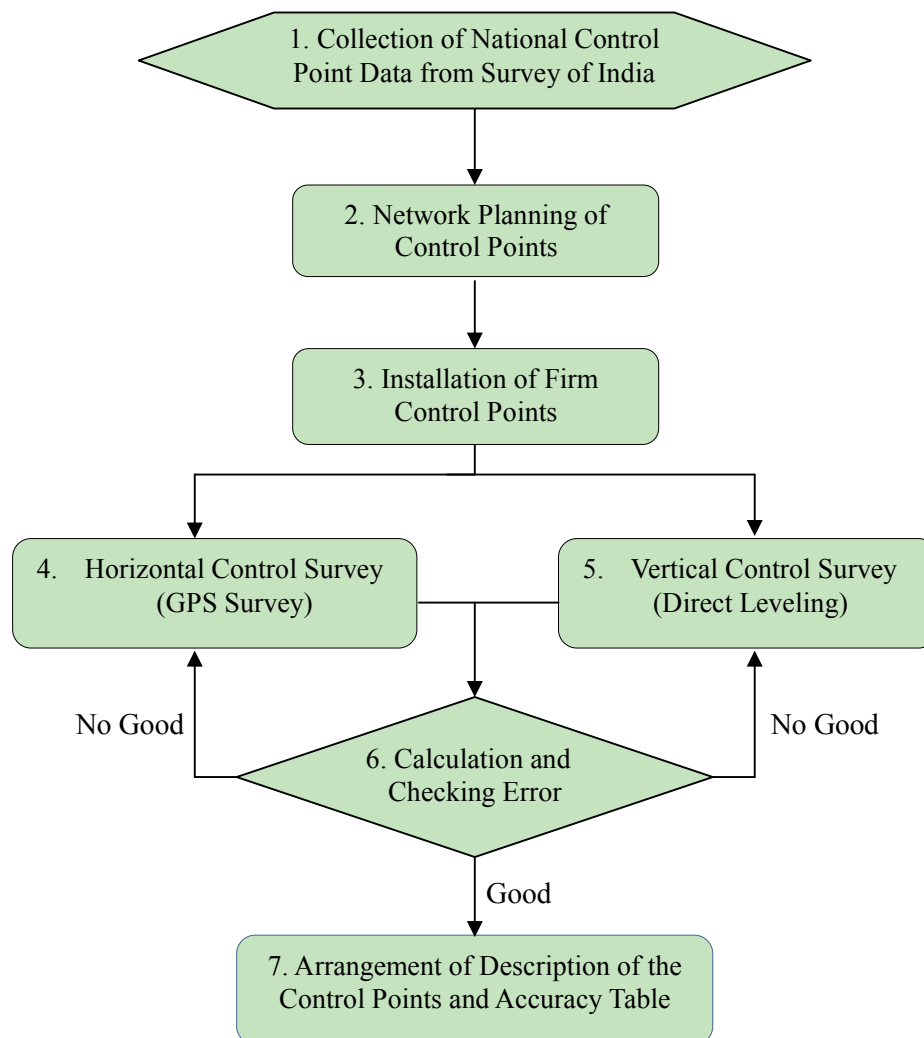 1. Collection of National Control
Point Data from Survey of India
2. Network Planning of
Control Points
3. Installation of Firm
Control Points
4. Horizontal Control Survey
(GPS Survey)
5. Vertical Control Survey
(Direct Leveling)
No Good
No Good
6. Calculation and
Checking Error
Good
7. Arrangement of Description of the
Control Points and Accuracy Table